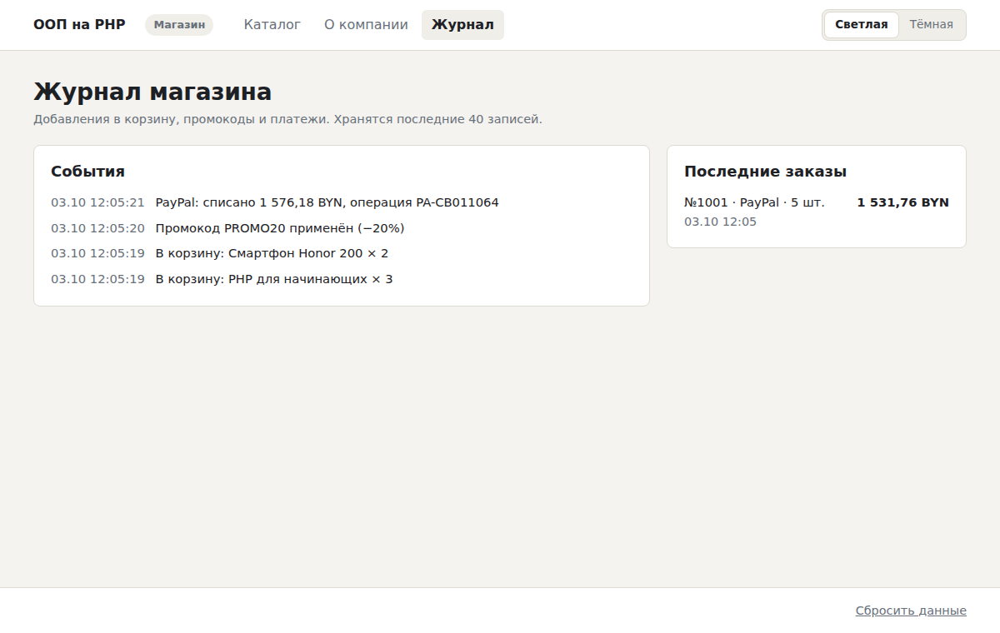 ООП на PHP
Магазин
Каталог
О компании
Журнал
Светлая
Тёмная
Журнал магазина
Добавления в корзину, промокоды и платежи. Хранятся последние 40 записей.
События
03.10 12:05:21 PayPal: списано 1 576,18 BYN, операция PA-CB011064
03.10 12:05:20 Промокод PROMO20 применён (−20%)
03.10 12:05:19 В корзину: Смартфон Honor 200 × 2
03.10 12:05:19 В корзину: PHP для начинающих × 3
Последние заказы
№1001 · PayPal · 5 шт. 1 531,76 BYN
03.10 12:05
Сбросить данные